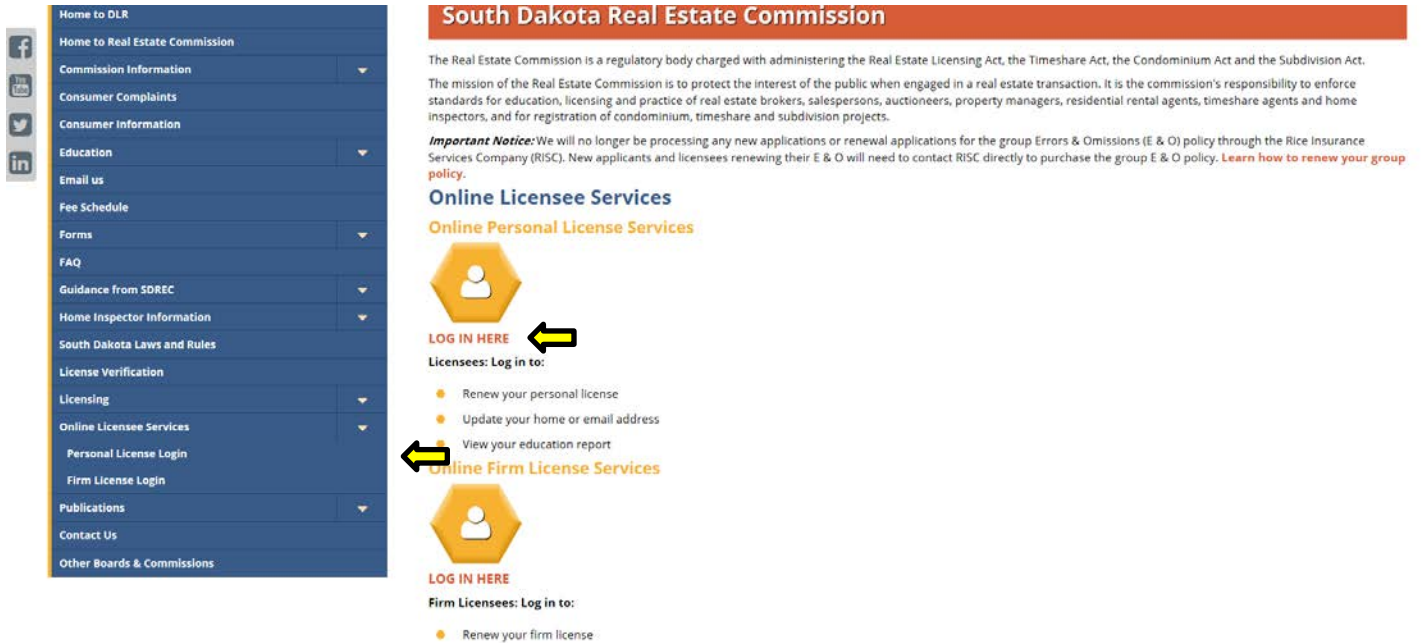 Home to DLR
Home to Real Estate Commission
Commission Information
Consumer Complaints
Consumer Information
Education
Email us
Fee Schedule
Forms
FAQ
Guidance from SDREC
Home Inspector Information
South Dakota Laws and Rules
License Verification
Licensing
Online Licensee Services
Personal License Login
Firm License Login
Publications
Contact Us
Other Boards & Commissions
South Dakota Real Estate Commission
The Real Estate Commission is a regulatory body charged with administering the Real Estate Licensing Act, the Timeshare Act, the Condominium Act and the Subdivision Act.
The mission of the Real Estate Commission is to protect the interest of the public when engaged in a real estate transaction. It is the commission's responsibility to enforce
standards for education, licensing and practice of real estate brokers, salespersons, auctioneers, property managers, residential rental agents, timeshare agents and home
inspectors, and for registration of condominium, timeshare and subdivision projects.
Important Notice: We will no longer be processing any new applications or renewal applications for the group Errors & Omissions (E & O) policy through the Rice Insurance
Services Company (RISC). New applicants and licensees renewing their E & O will need to contact RISC directly to purchase the group E & O policy. Learn how to renew your group
policy.
Online Licensee Services
Online Personal License Services
LOG IN HERE
Licensees: Log in to:
Renew your personal license
Update your home or email address
View your education report
Online Firm License Services
LOG IN HERE
Firm Licensees: Log in to:
Renew your firm license
f
You
Tube
in